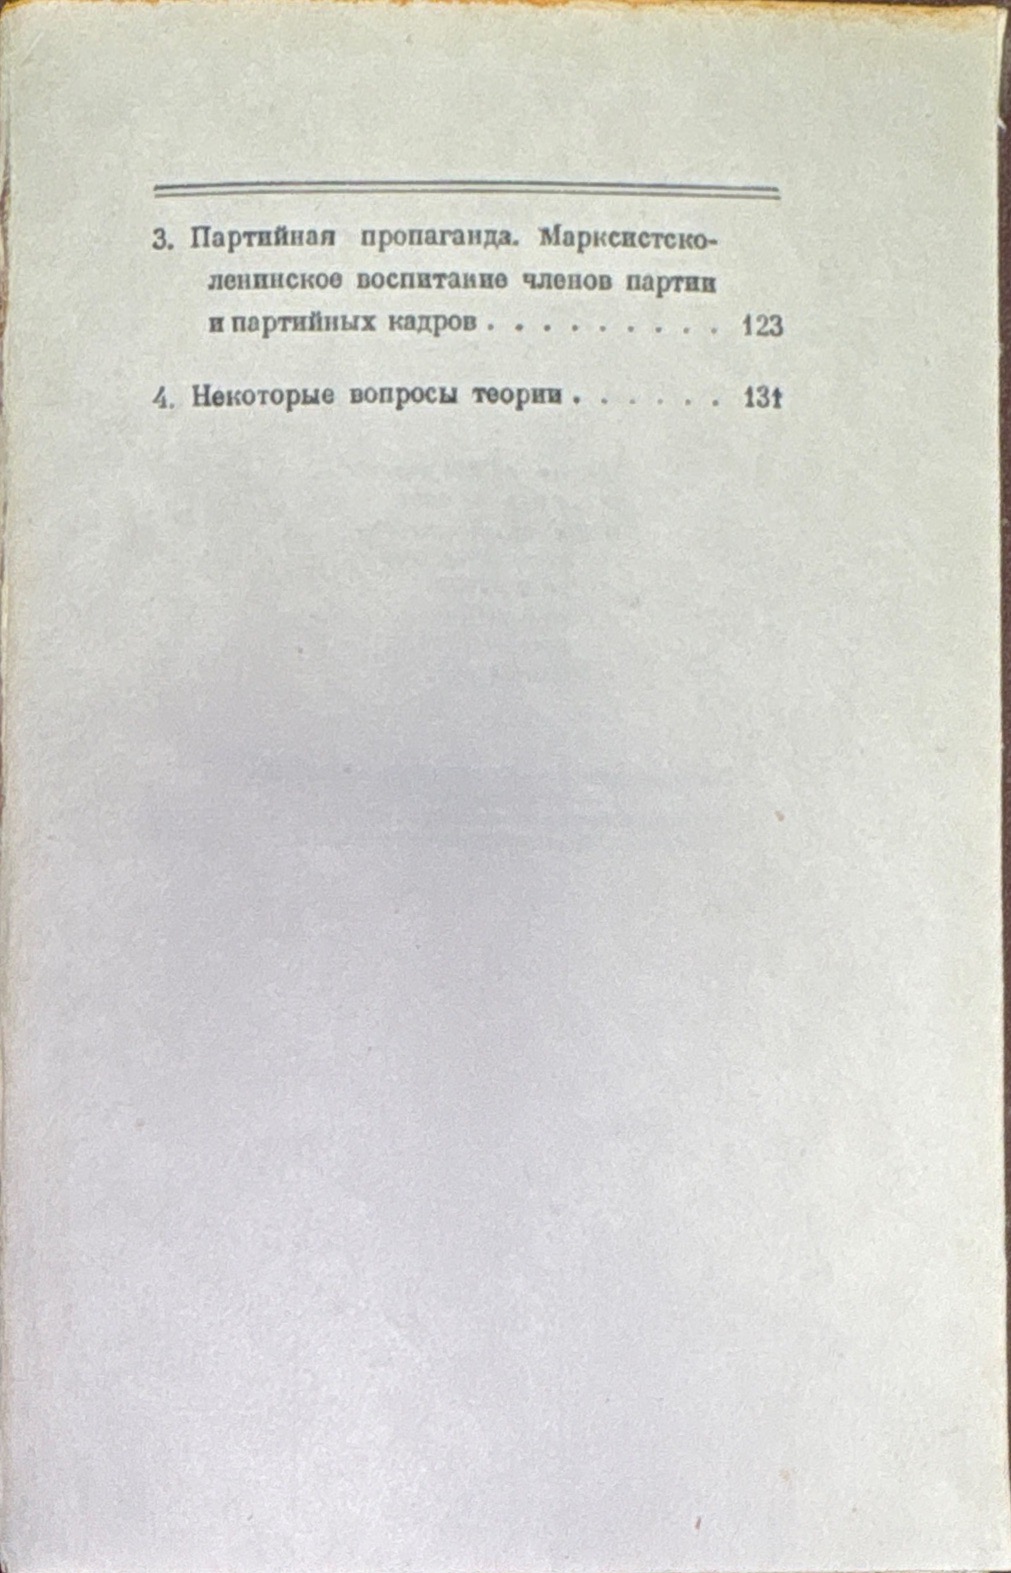 3. Партийная пропаганда. Марксистско-
ленинское воспитание членов партии
и партийных кадров . . . . . . . . . 123
4. Некоторые вопросы теории . . . . . . 131